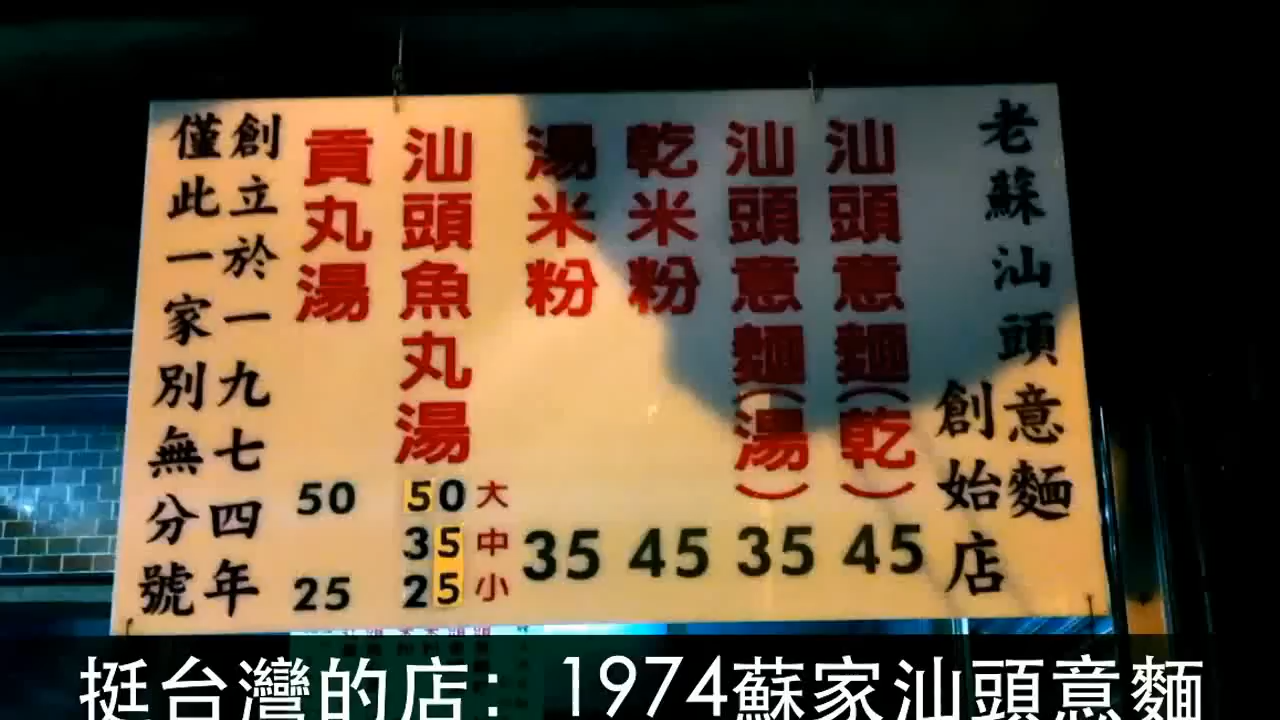 老蘇汕頭意麵
創始店
汕頭意麵(乾)
45
汕頭意麵(湯)
35
乾米粉
45
湯米粉
35
汕頭魚丸湯
大 50
中 35
小 25
貢丸湯
50
25
創立於一九七四年
僅此一家別無分號
挺台灣的店：1974蘇家汕頭意麵